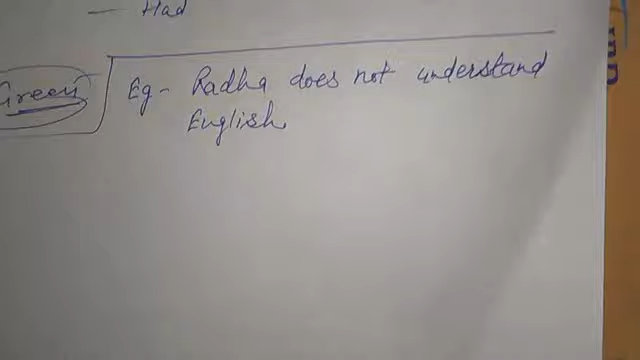 — Had
Green
Eg - Radha does not understand
English